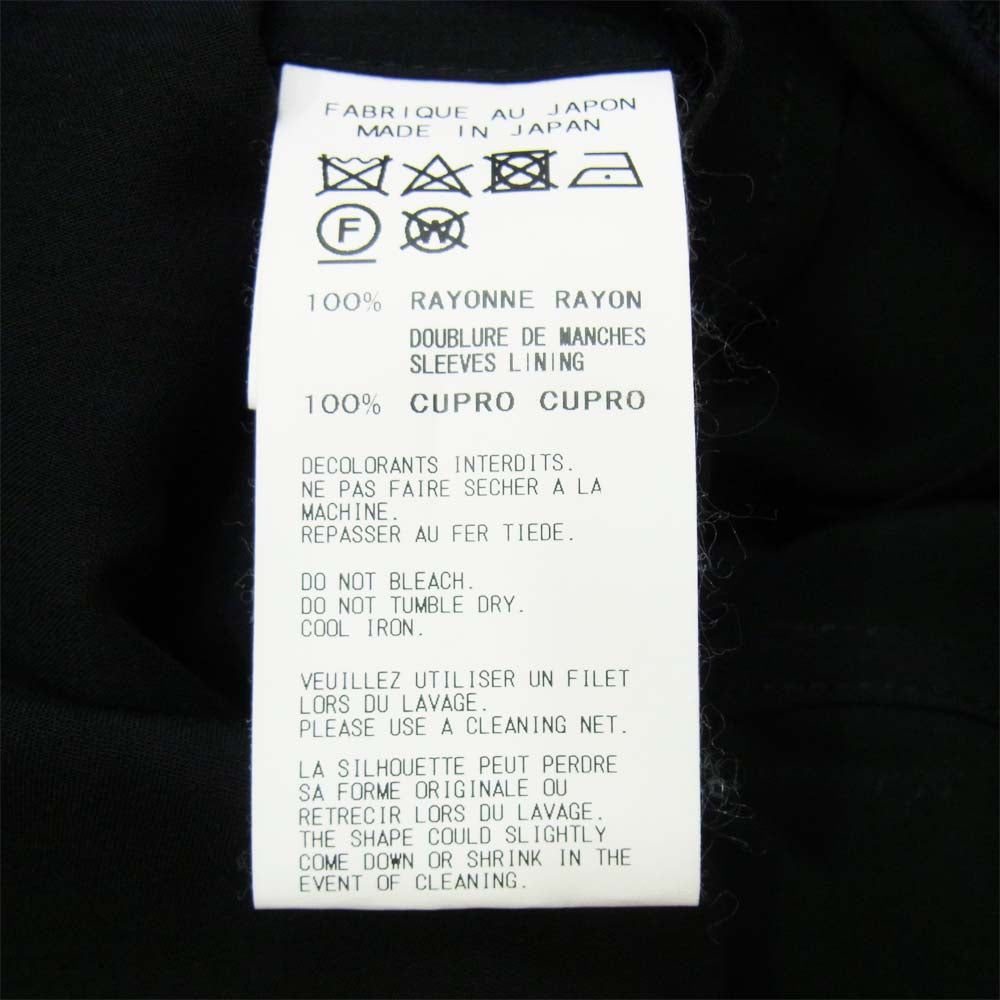 FABRIQUE AU JAPON
MADE IN JAPAN
F W
100% RAYONNE RAYON
DOUBLURE DE MANCHES
SLEEVES LINING
100% CUPRO CUPRO
DECOLORANTS INTERDITS.
NE PAS FAIRE SECHER A LA
MACHINE.
REPASSER AU FER TIEDE.
DO NOT BLEACH.
DO NOT TUMBLE DRY.
COOL IRON.
VEUILLEZ UTILISER UN FILET
LORS DU LAVAGE.
PLEASE USE A CLEANING NET.
LA SILHOUETTE PEUT PERDRE
SA FORME ORIGINALE OU
RETRECIR LORS DU LAVAGE.
THE SHAPE COULD SLIGHTLY
COME DOWN OR SHRINK IN THE
EVENT OF CLEANING.